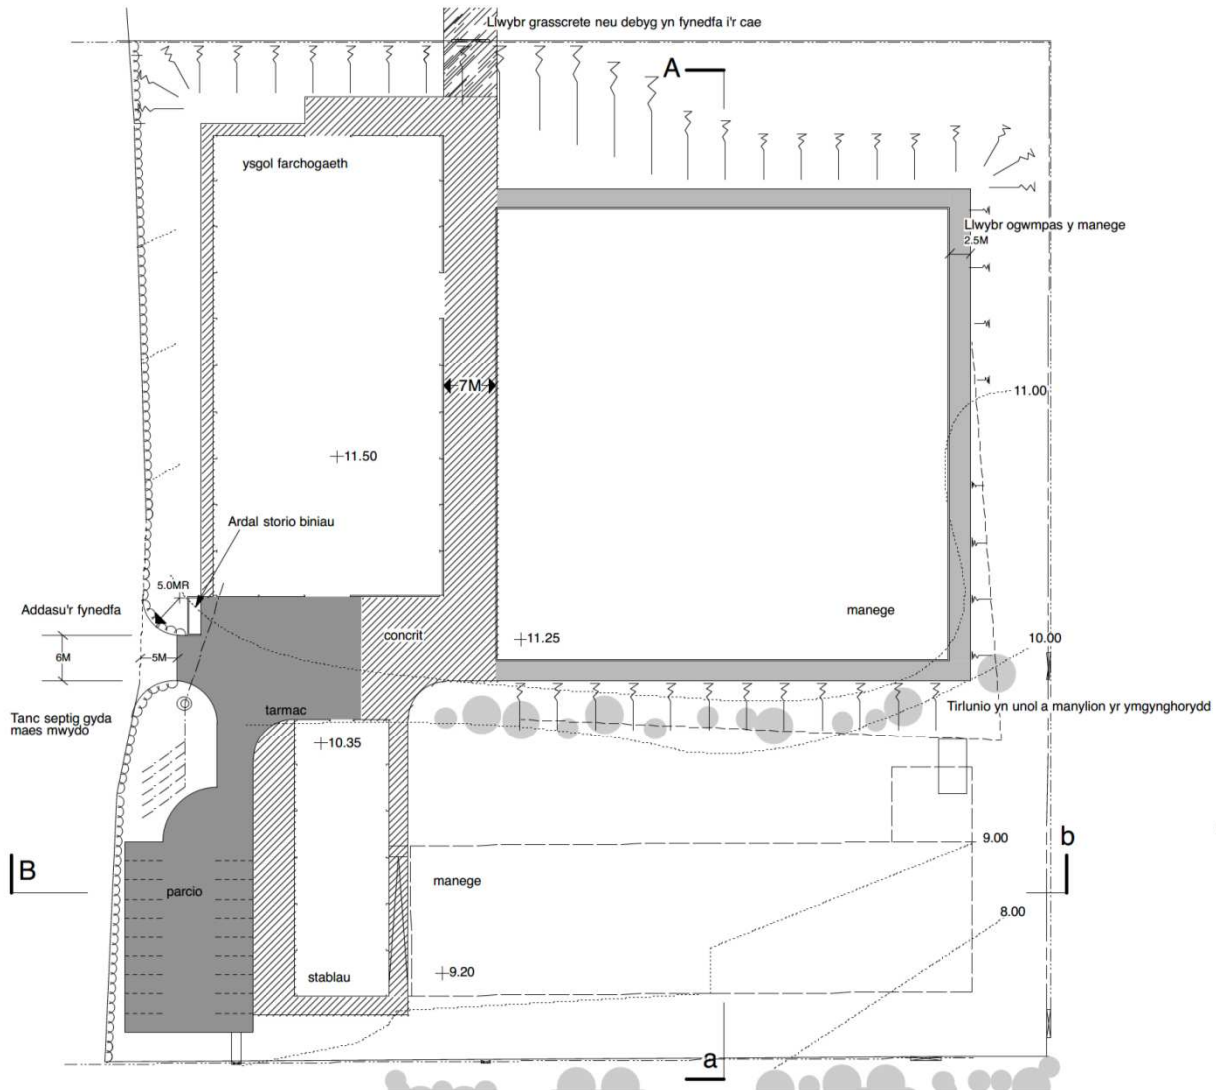 Llwybr grasscrete neu debyg yn fynedfa i'r cae
A
ysgol farchogaeth
Llwybr ogwmpas y manege
2.5M
7M
11.00
11.50
Ardal storio biniau
5.0MR
Addasu'r fynedfa
6M
5M
concrit
manege
11.25
10.00
Tanc septig gyda
maes mwydo
tarmac
Tirlunio yn unol a manylion yr ymgynghorydd
10.35
9.00
b
B
parcio
manege
8.00
stablau
9.20
a